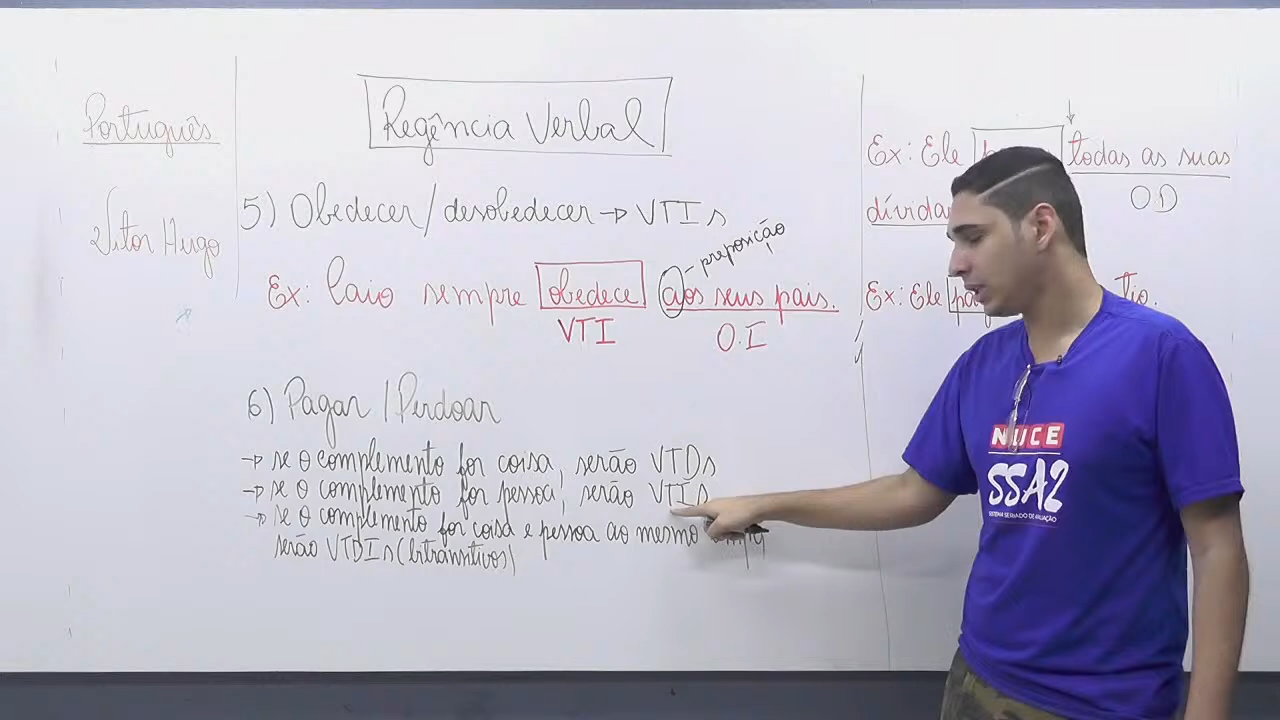 Português
Vitor Hugo
Regência Verbal
5) Obedecer/desobedecer → VTIs
Ex: Caio sempre obedece aos seus pais.
preposição
VTI
O.I
6) Pagar / Perdoar
→ se o complemento for coisa, serão VTDs
→ se o complemento for pessoa, serão VTIs
→ se o complemento for coisa e pessoa ao mesmo
serão VTDIs (bitransitivos)
Ex: Ele todas as suas
OD
Ex: Ele tio.
NUCE
SSA2